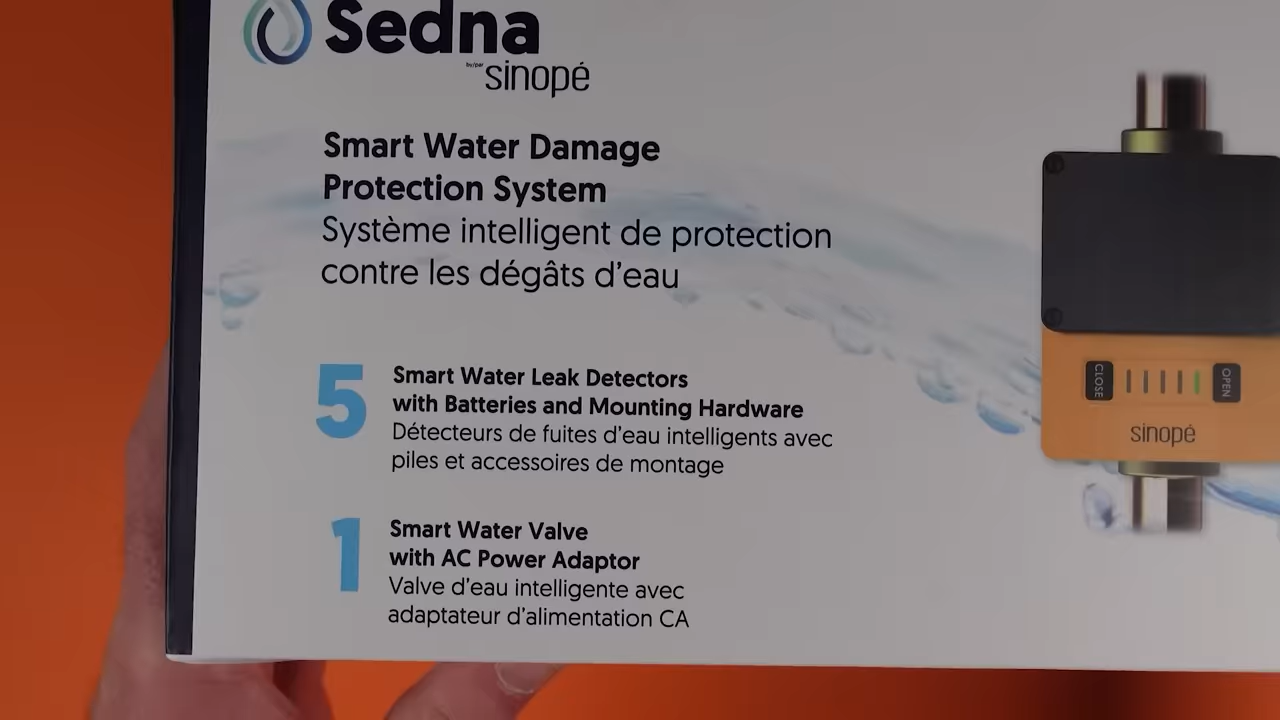 Sedna
by/par sinopé
Smart Water Damage
Protection System
Système intelligent de protection
contre les dégâts d'eau
5
Smart Water Leak Detectors
with Batteries and Mounting Hardware
Détecteurs de fuites d'eau intelligents avec
piles et accessoires de montage
1
Smart Water Valve
with AC Power Adaptor
Valve d'eau intelligente avec
adaptateur d'alimentation CA
CLOSE
OPEN
sinopé